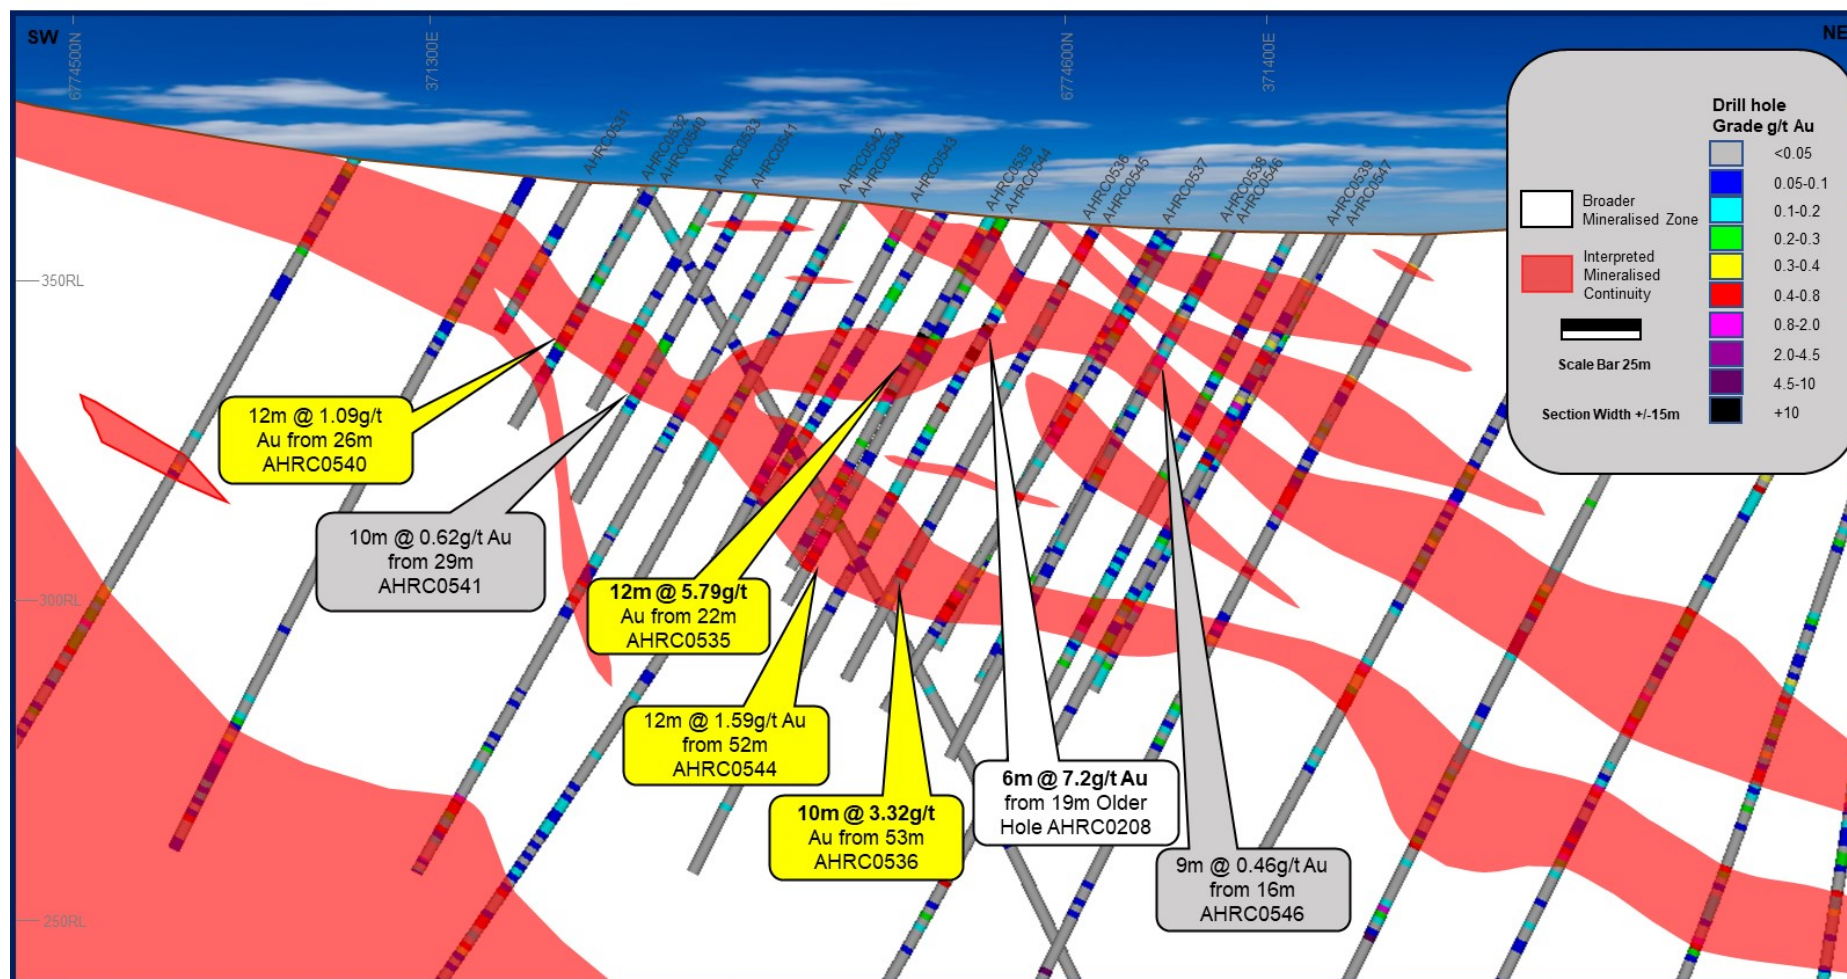 SW
NE
6774500N
371300E
6774600N
371400E
AHRC0531
AHRC0532
AHRC0540
AHRC0533
AHRC0541
AHRC0542
AHRC0534
AHRC0543
AHRC0535
AHRC0544
AHRC0536
AHRC0545
AHRC0537
AHRC0538
AHRC0546
AHRC0539
AHRC0547
350RL
300RL
250RL
12m @ 1.09g/t
Au from 26m
AHRC0540
10m @ 0.62g/t Au
from 29m
AHRC0541
12m @ 5.79g/t
Au from 22m
AHRC0535
12m @ 1.59g/t Au
from 52m
AHRC0544
10m @ 3.32g/t
Au from 53m
AHRC0536
6m @ 7.2g/t Au
from 19m Older
Hole AHRC0208
9m @ 0.46g/t Au
from 16m
AHRC0546
Broader
Mineralised Zone
Interpreted
Mineralised
Continuity
Scale Bar 25m
Section Width +/-15m
Drill hole
Grade g/t Au
<0.05
0.05-0.1
0.1-0.2
0.2-0.3
0.3-0.4
0.4-0.8
0.8-2.0
2.0-4.5
4.5-10
+10